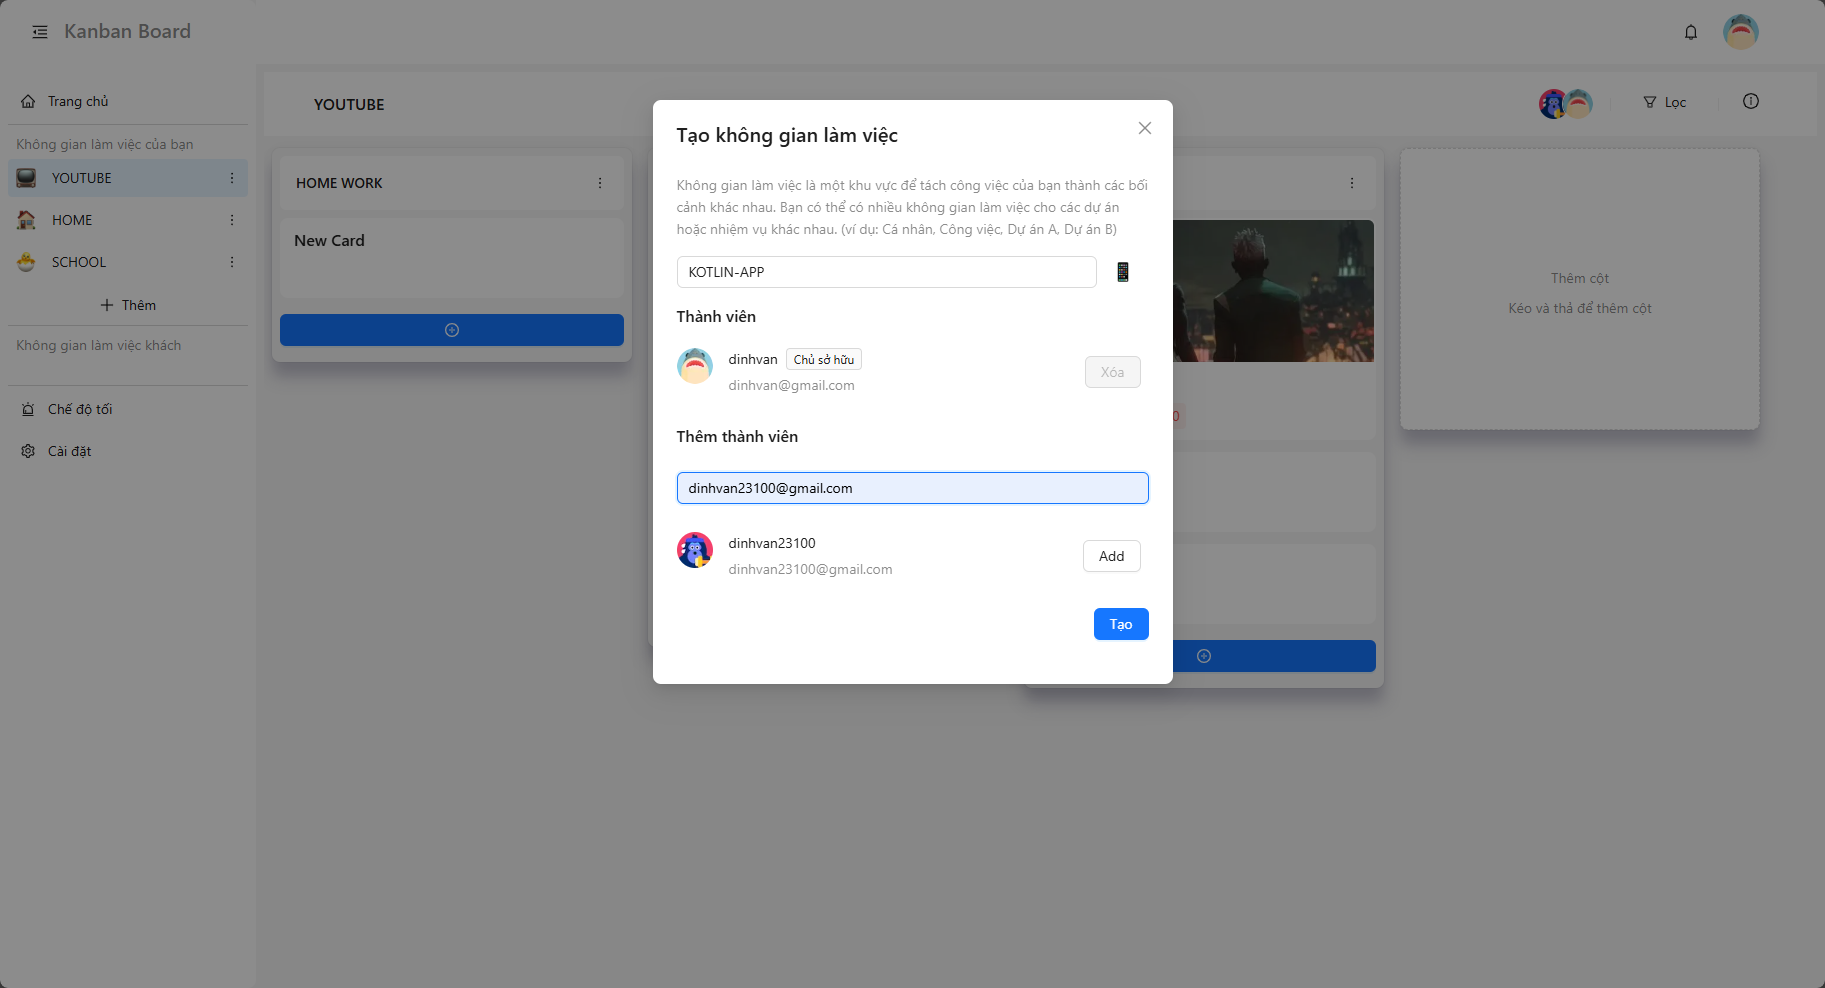 Kanban Board
Trang chủ
Không gian làm việc của bạn
YOUTUBE
HOME
SCHOOL
Thêm
Không gian làm việc khách
Chế độ tối
Cài đặt
YOUTUBE
Lọc
HOME WORK
New Card
Thêm cột
Kéo và thả để thêm cột
0
Tạo không gian làm việc
Không gian làm việc là một khu vực để tách công việc của bạn thành các bối
cảnh khác nhau. Bạn có thể có nhiều không gian làm việc cho các dự án
hoặc nhiệm vụ khác nhau. (ví dụ: Cá nhân, Công việc, Dự án A, Dự án B)
KOTLIN-APP
Thành viên
dinhvan Chủ sở hữu
dinhvan@gmail.com
Xóa
Thêm thành viên
dinhvan23100@gmail.com
dinhvan23100
dinhvan23100@gmail.com
Add
Tạo